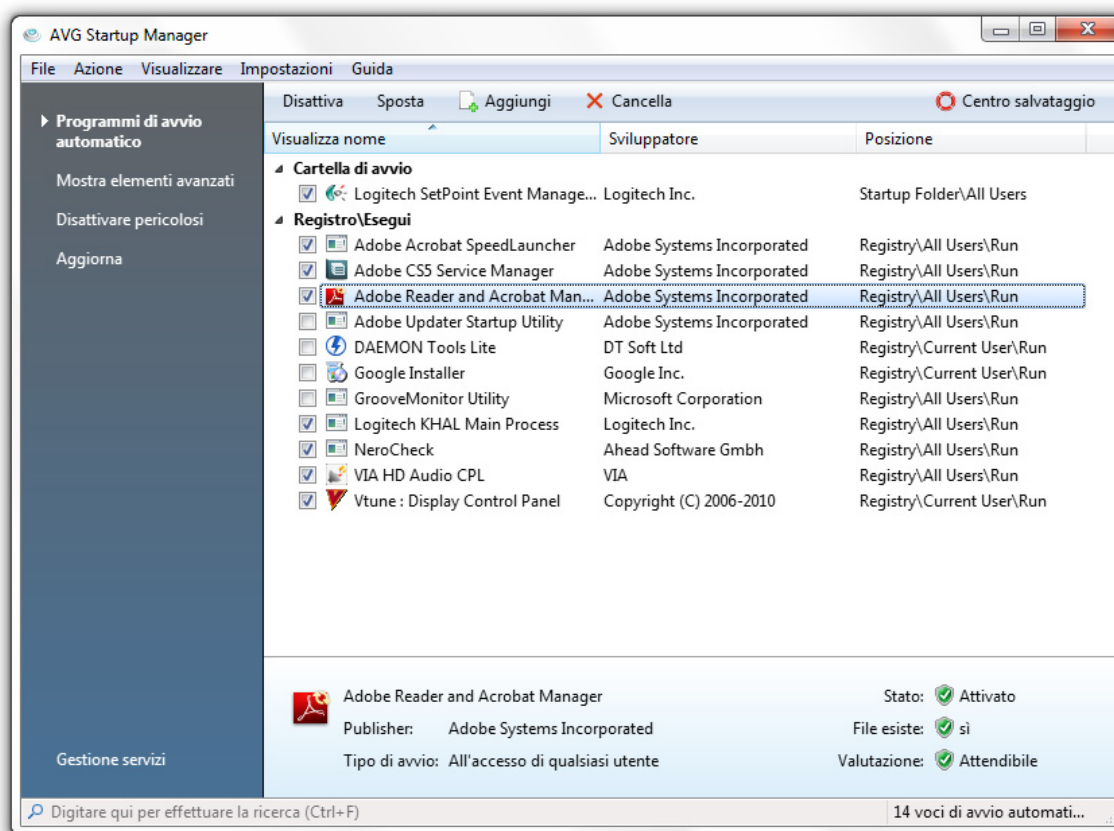 AVG Startup Manager
File Azione Visualizzare Impostazioni Guida
Disattiva Sposta Aggiungi Cancella Centro salvataggio
Programmi di avvio automatico
Mostra elementi avanzati
Disattivare pericolosi
Aggiorna
Gestione servizi
Visualizza nome Sviluppatore Posizione
Cartella di avvio
Logitech SetPoint Event Manage... Logitech Inc. Startup Folder\All Users
Registro\Esegui
Adobe Acrobat SpeedLauncher Adobe Systems Incorporated Registry\All Users\Run
Adobe CS5 Service Manager Adobe Systems Incorporated Registry\All Users\Run
Adobe Reader and Acrobat Man... Adobe Systems Incorporated Registry\All Users\Run
Adobe Updater Startup Utility Adobe Systems Incorporated Registry\All Users\Run
DAEMON Tools Lite DT Soft Ltd Registry\Current User\Run
Google Installer Google Inc. Registry\Current User\Run
GrooveMonitor Utility Microsoft Corporation Registry\All Users\Run
Logitech KHAL Main Process Logitech Inc. Registry\All Users\Run
NeroCheck Ahead Software Gmbh Registry\All Users\Run
VIA HD Audio CPL VIA Registry\All Users\Run
Vtune : Display Control Panel Copyright (C) 2006-2010 Registry\Current User\Run
Adobe Reader and Acrobat Manager Stato: Attivato
Publisher: Adobe Systems Incorporated File esiste: sì
Tipo di avvio: All'accesso di qualsiasi utente Valutazione: Attendibile
Digitare qui per effettuare la ricerca (Ctrl+F) 14 voci di avvio automati...